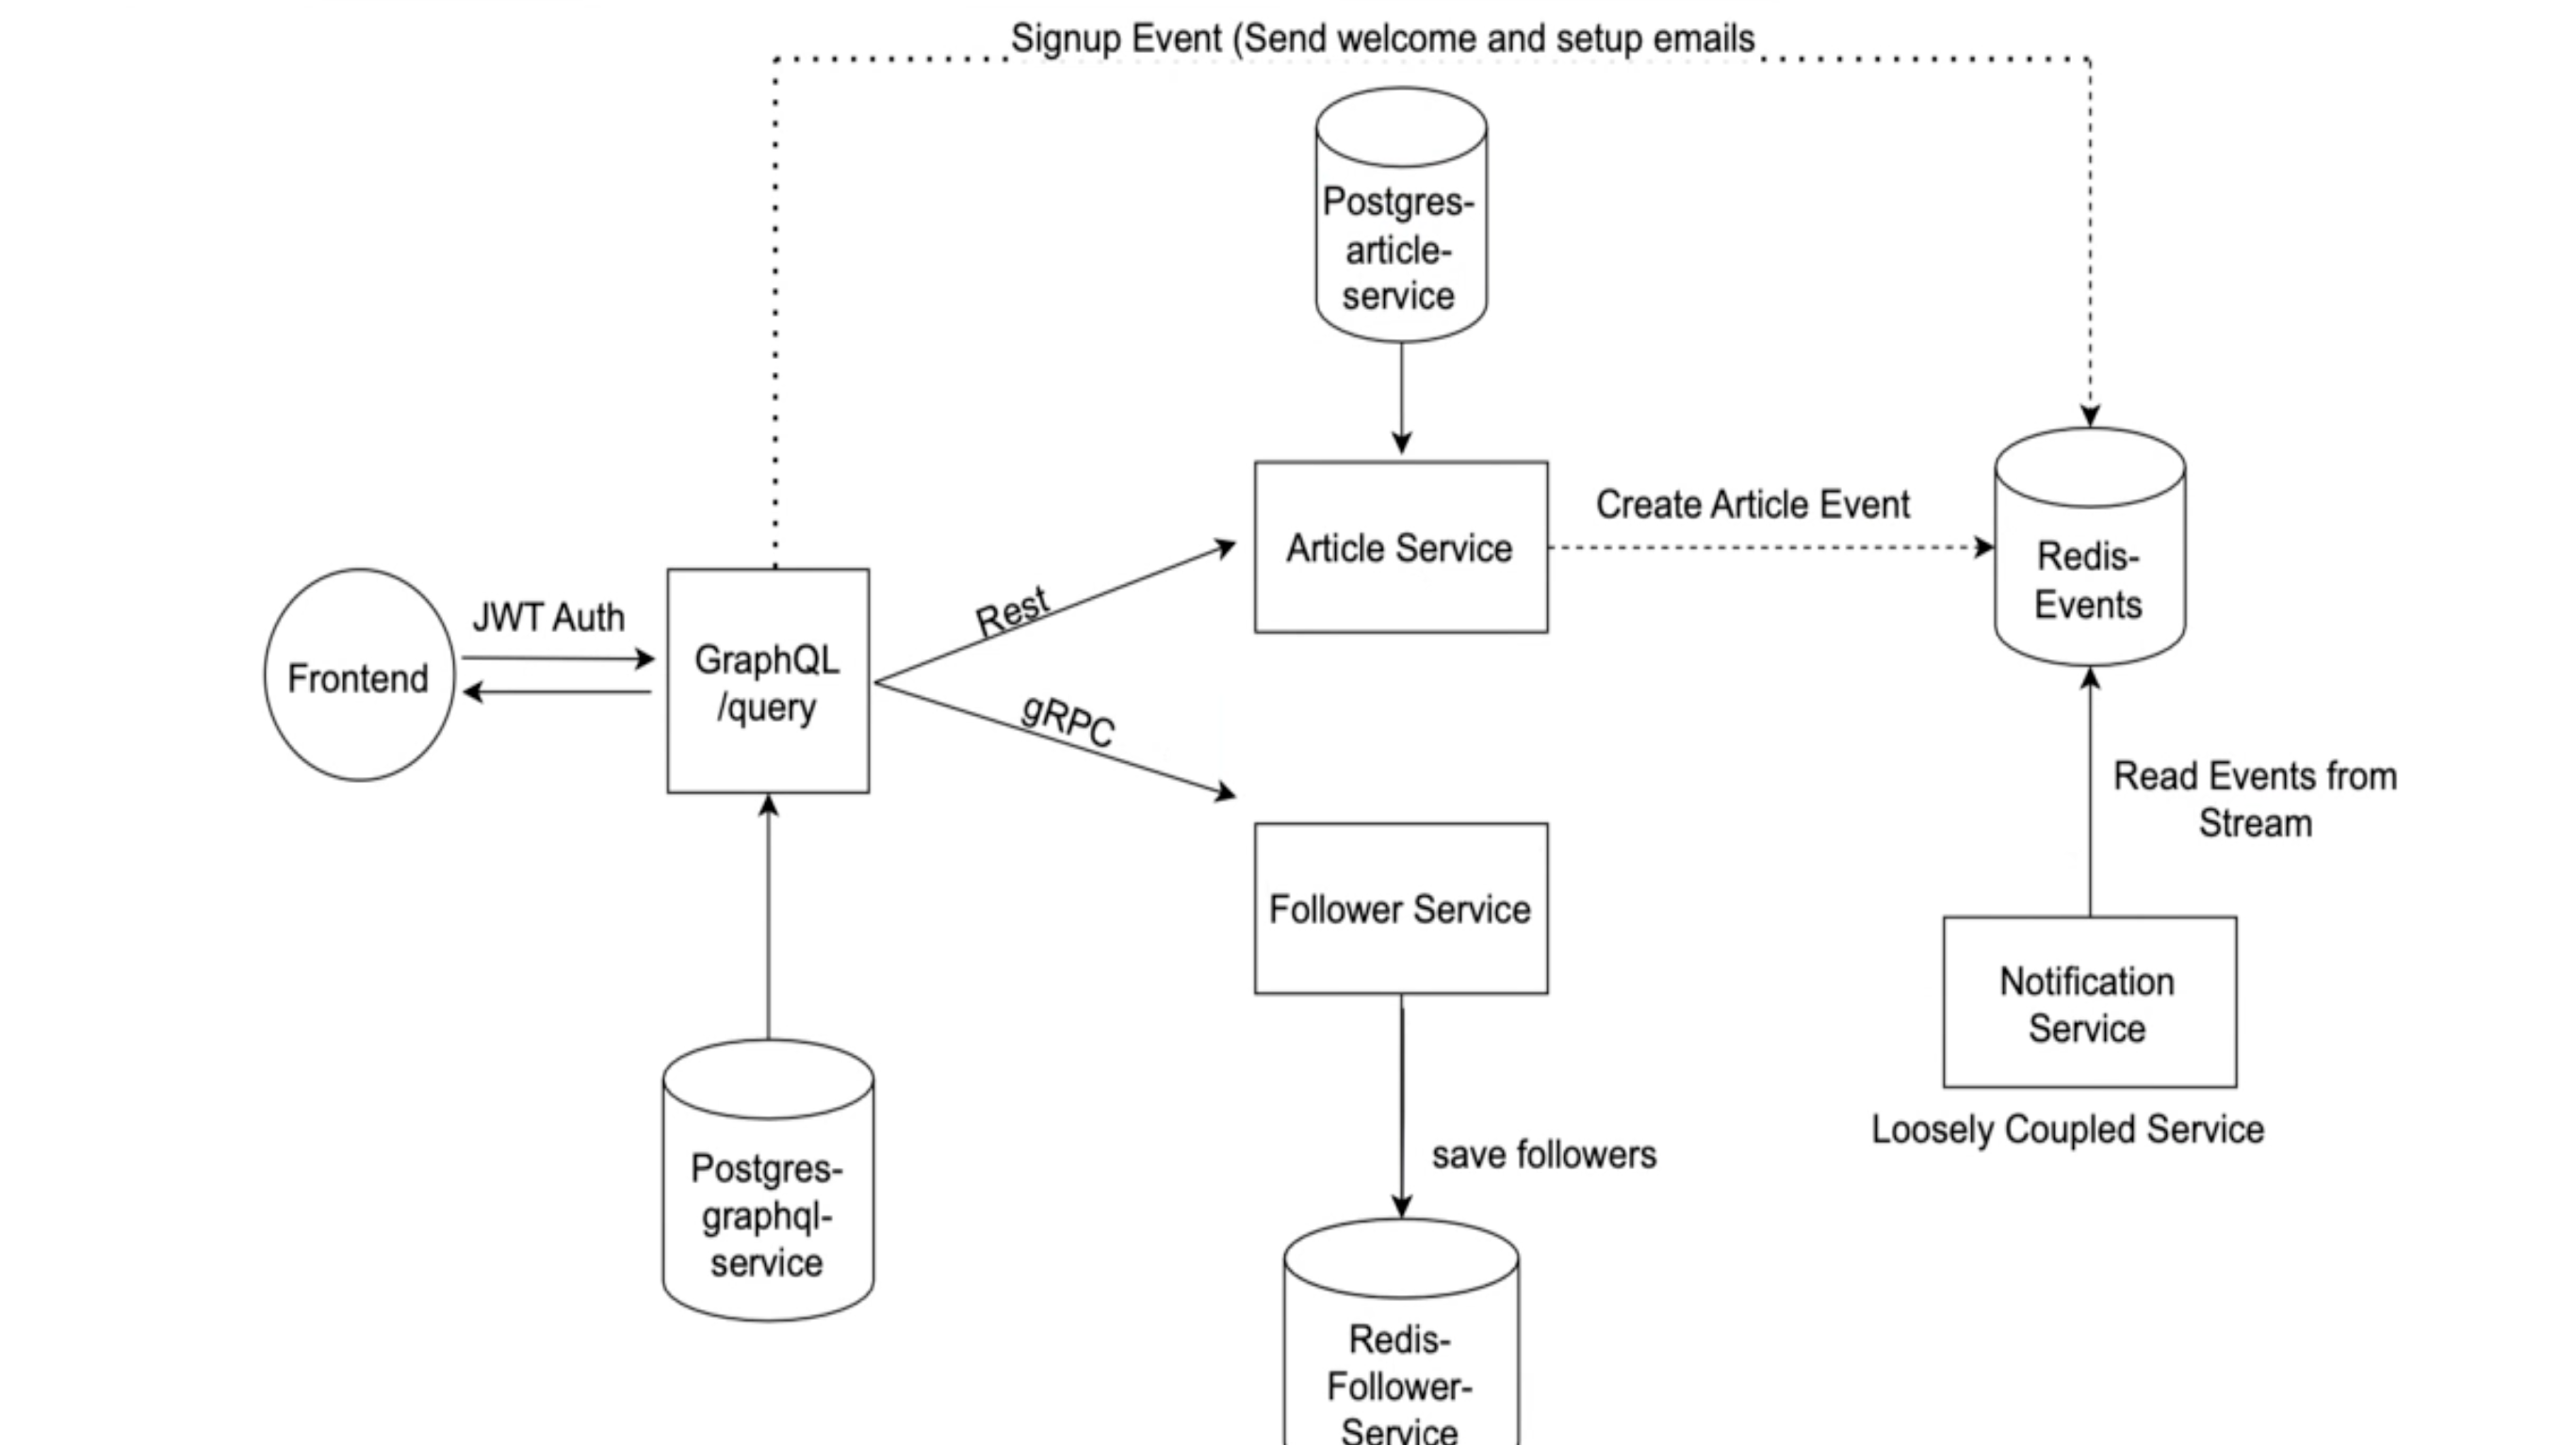 Signup Event (Send welcome and setup emails
Postgres-
article-
service
Create Article Event
Article Service
Redis-
Events
JWT Auth
Rest
Frontend
GraphQL
/query
gRPC
Read Events from
Stream
Follower Service
Notification
Service
Loosely Coupled Service
save followers
Postgres-
graphql-
service
Redis-
Follower-
Service